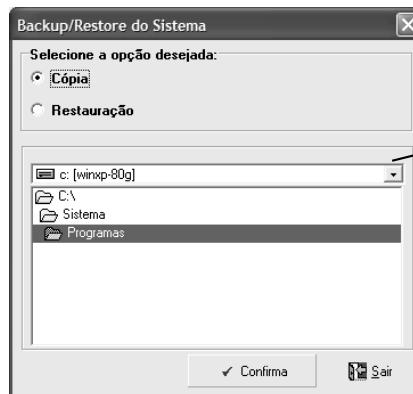 Backup/Restore do Sistema
Selecione a opção desejada:
Cópia
Restauração
c: [winxp-80g]
C:\
Sistema
Programas
Confirma
Sair